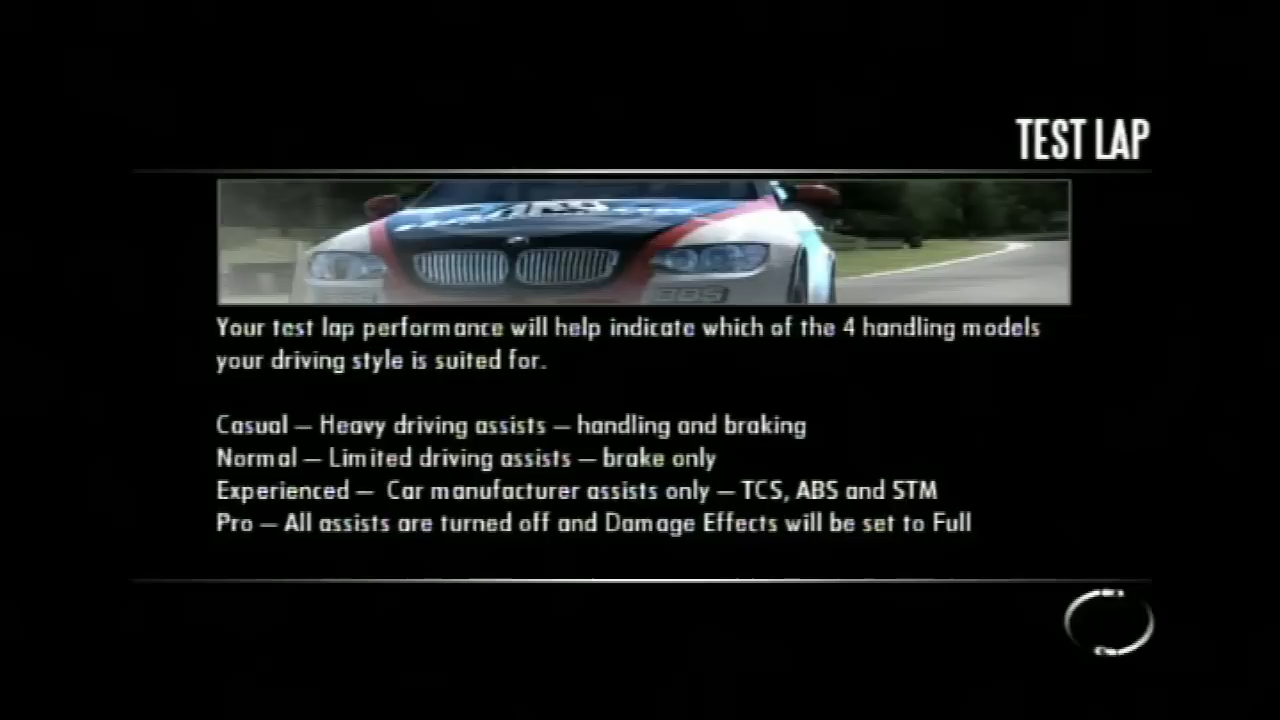 TEST LAP
BBS
Your test lap performance will help indicate which of the 4 handling models
your driving style is suited for.
Casual – Heavy driving assists – handling and braking
Normal – Limited driving assists – brake only
Experienced – Car manufacturer assists only – TCS, ABS and STM
Pro – All assists are turned off and Damage Effects will be set to Full